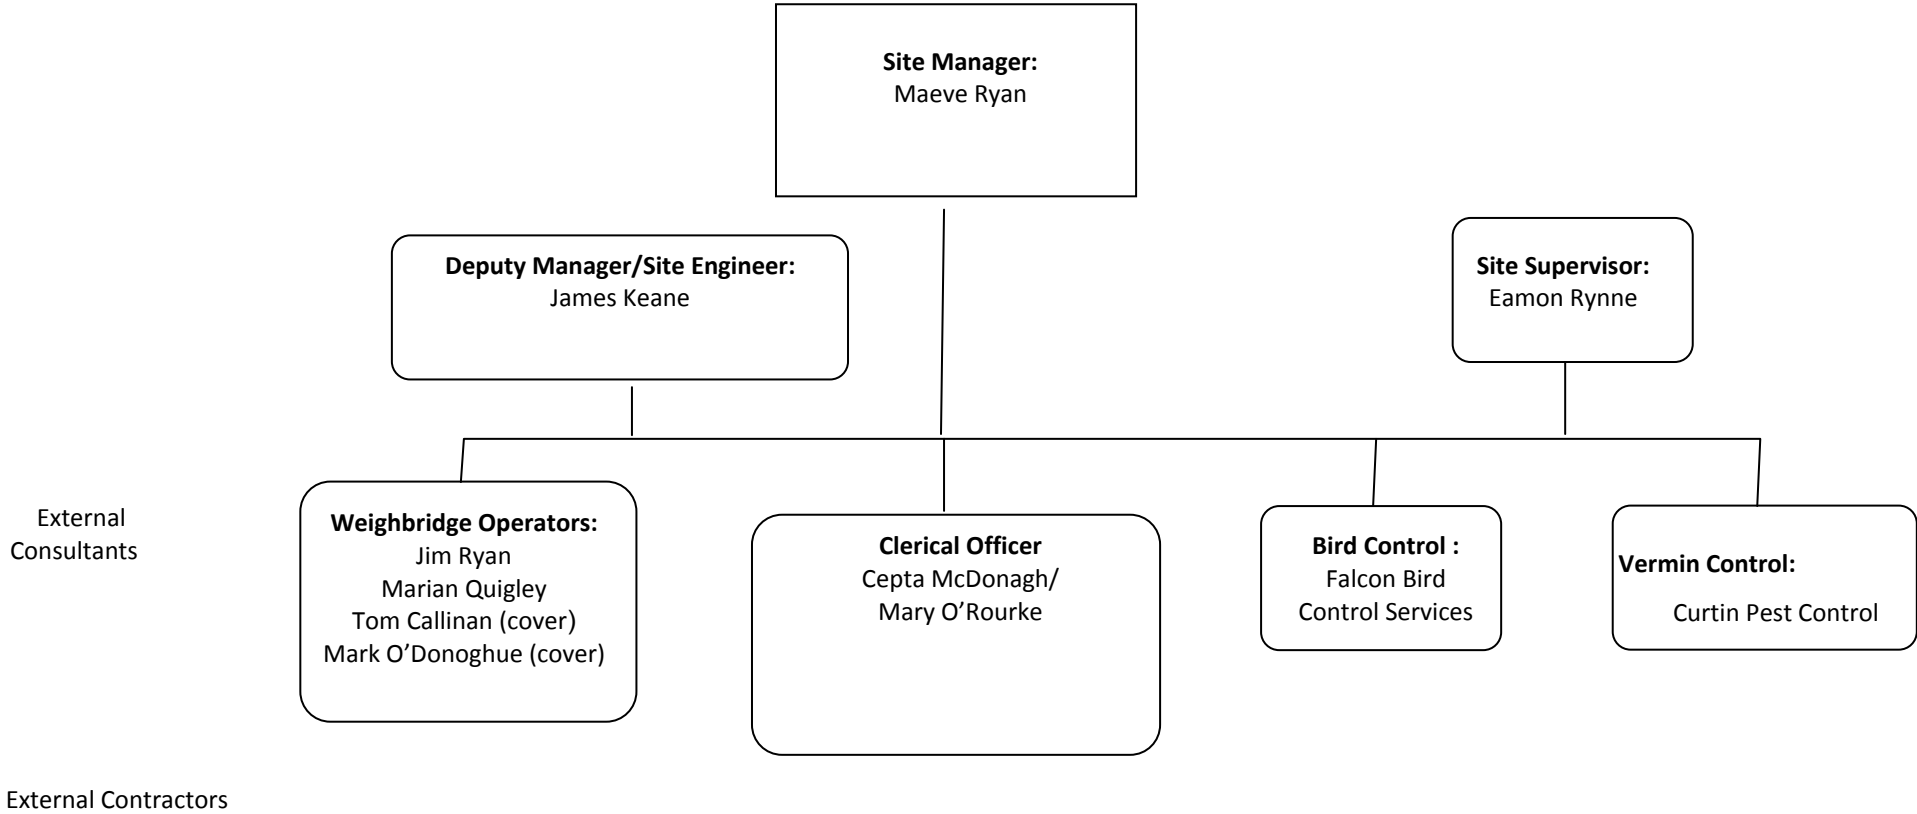 Site Manager:
Maeve Ryan
Deputy Manager/Site Engineer:
James Keane
Site Supervisor:
Eamon Rynne
External
Consultants
Weighbridge Operators:
Jim Ryan
Marian Quigley
Tom Callinan (cover)
Mark O’Donoghue (cover)
Clerical Officer
Cepta McDonagh/
Mary O’Rourke
Bird Control :
Falcon Bird
Control Services
Vermin Control:
Curtin Pest Control
External Contractors